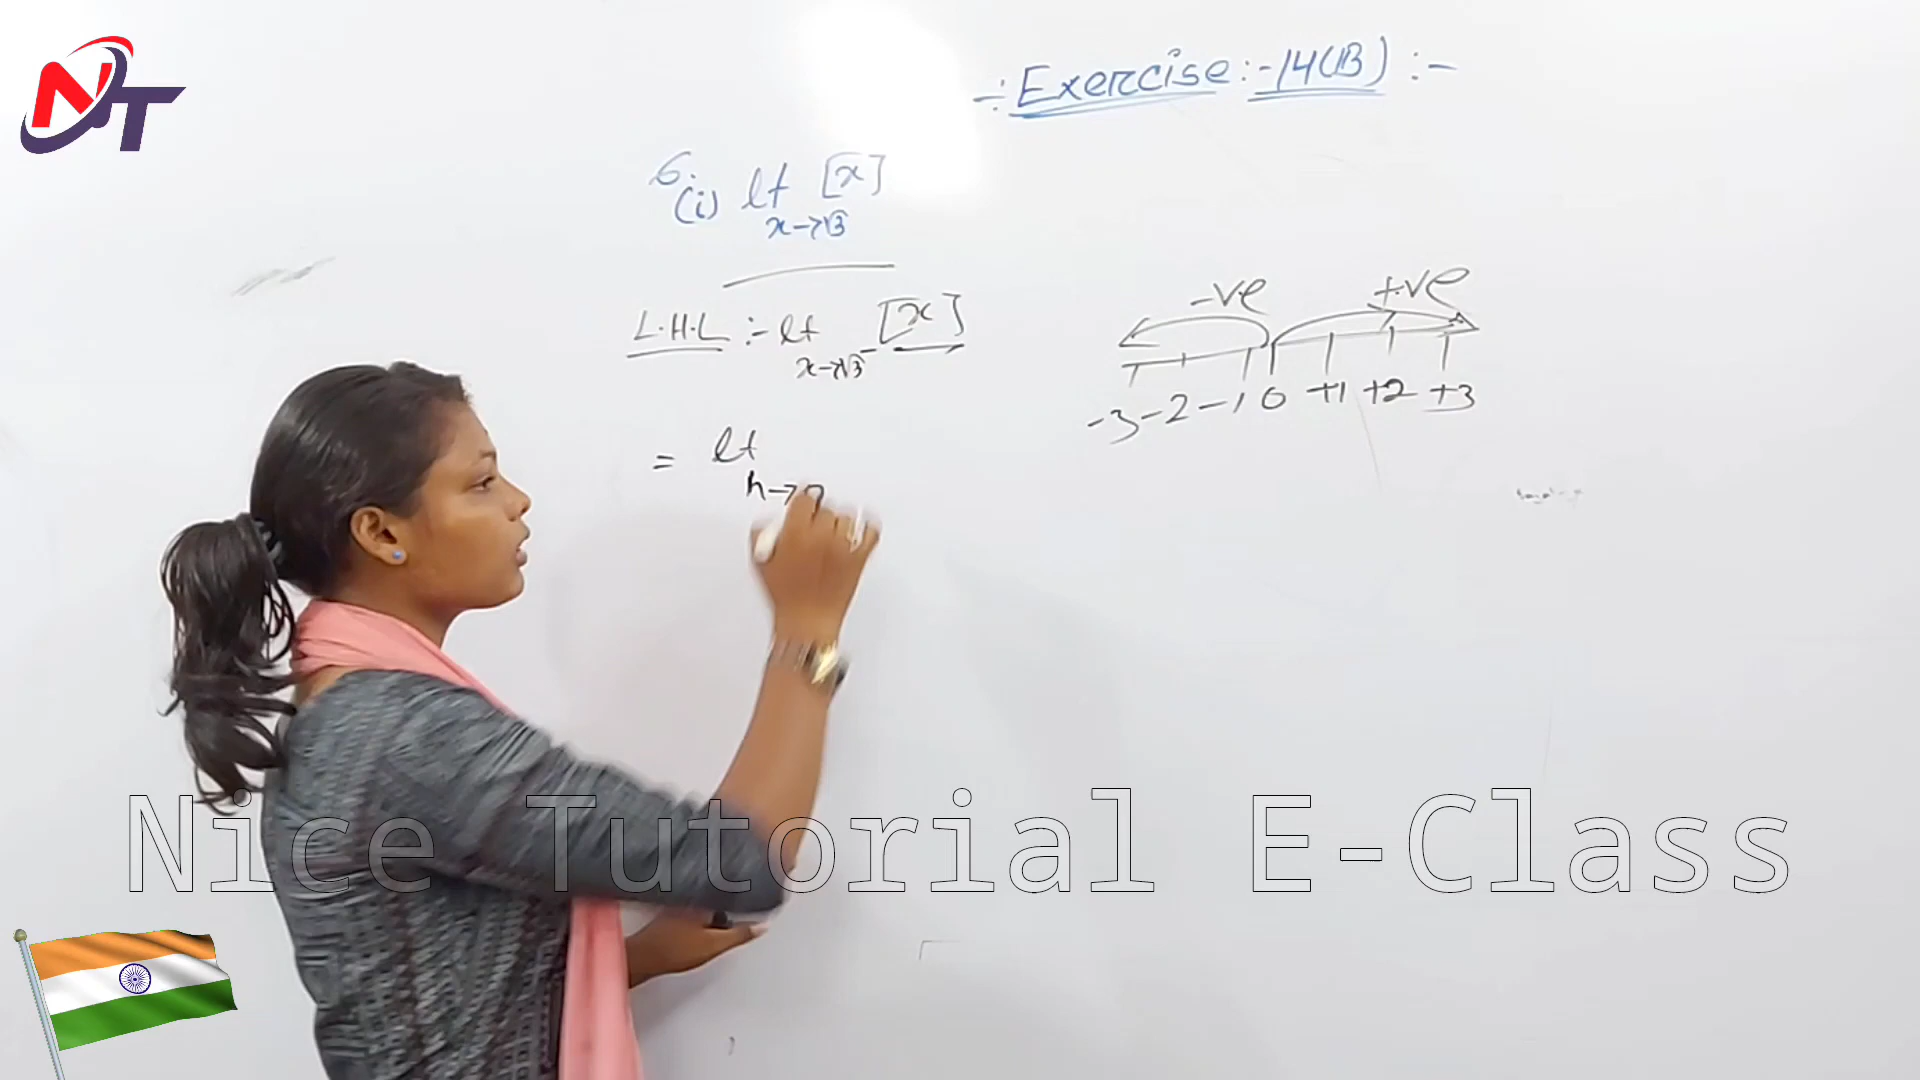 NT
÷ Exercise :- 14(B) :-
6.
(i) lt [x]
x→√3
L.H.L :- lt [x]
x→√3⁻
= lt
h→0
-ve +ve
-3 -2 -1 0 +1 +2 +3
Nice Tutorial E-Class